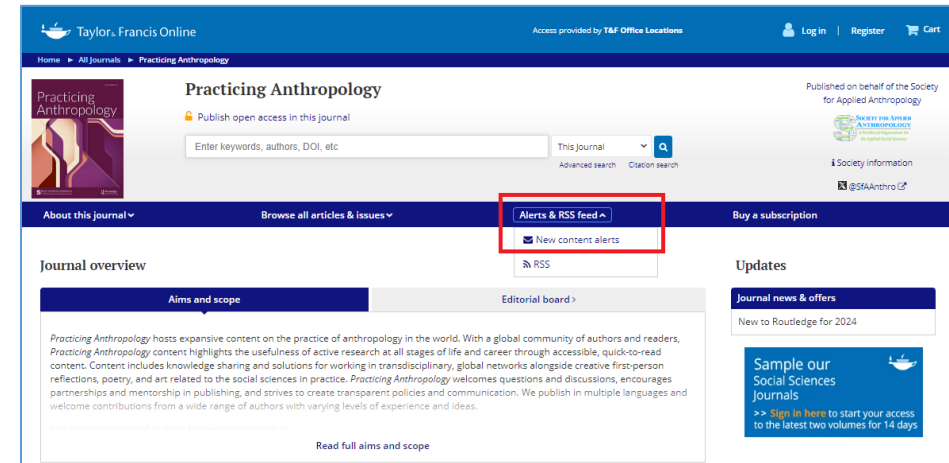 Taylor & Francis Online
Access provided by T&F Office Locations
Log in | Register
Cart
Home ► All Journals ► Practicing Anthropology
Practicing
Anthropology
Practicing Anthropology
Publish open access in this journal
Enter keywords, authors, DOI, etc
This Journal
Advanced search Citation search
Published on behalf of the Society
for Applied Anthropology
SOCIETY FOR APPLIED
ANTHROPOLOGY
Society information
@SfAAnthro
About this journal
Browse all articles & issues
Alerts & RSS feed
Buy a subscription
New content alerts
RSS
Journal overview
Aims and scope
Editorial board ›
Practicing Anthropology hosts expansive content on the practice of anthropology in the world. With a global community of authors and readers,
Practicing Anthropology content highlights the usefulness of active research at all stages of life and career through accessible, quick-to-read
content. Content includes knowledge sharing and solutions for working in transdisciplinary, global networks alongside creative first-person
reflections, poetry, and art related to the social sciences in practice. Practicing Anthropology welcomes questions and discussions, encourages
partnerships and mentorship in publishing, and strives to create transparent policies and communication. We publish in multiple languages and
welcome contributions from a wide range of authors with varying levels of experience and ideas.
Read full aims and scope
Updates
Journal news & offers
New to Routledge for 2024
Sample our
Social Sciences
Journals
>> Sign in here to start your access
to the latest two volumes for 14 days